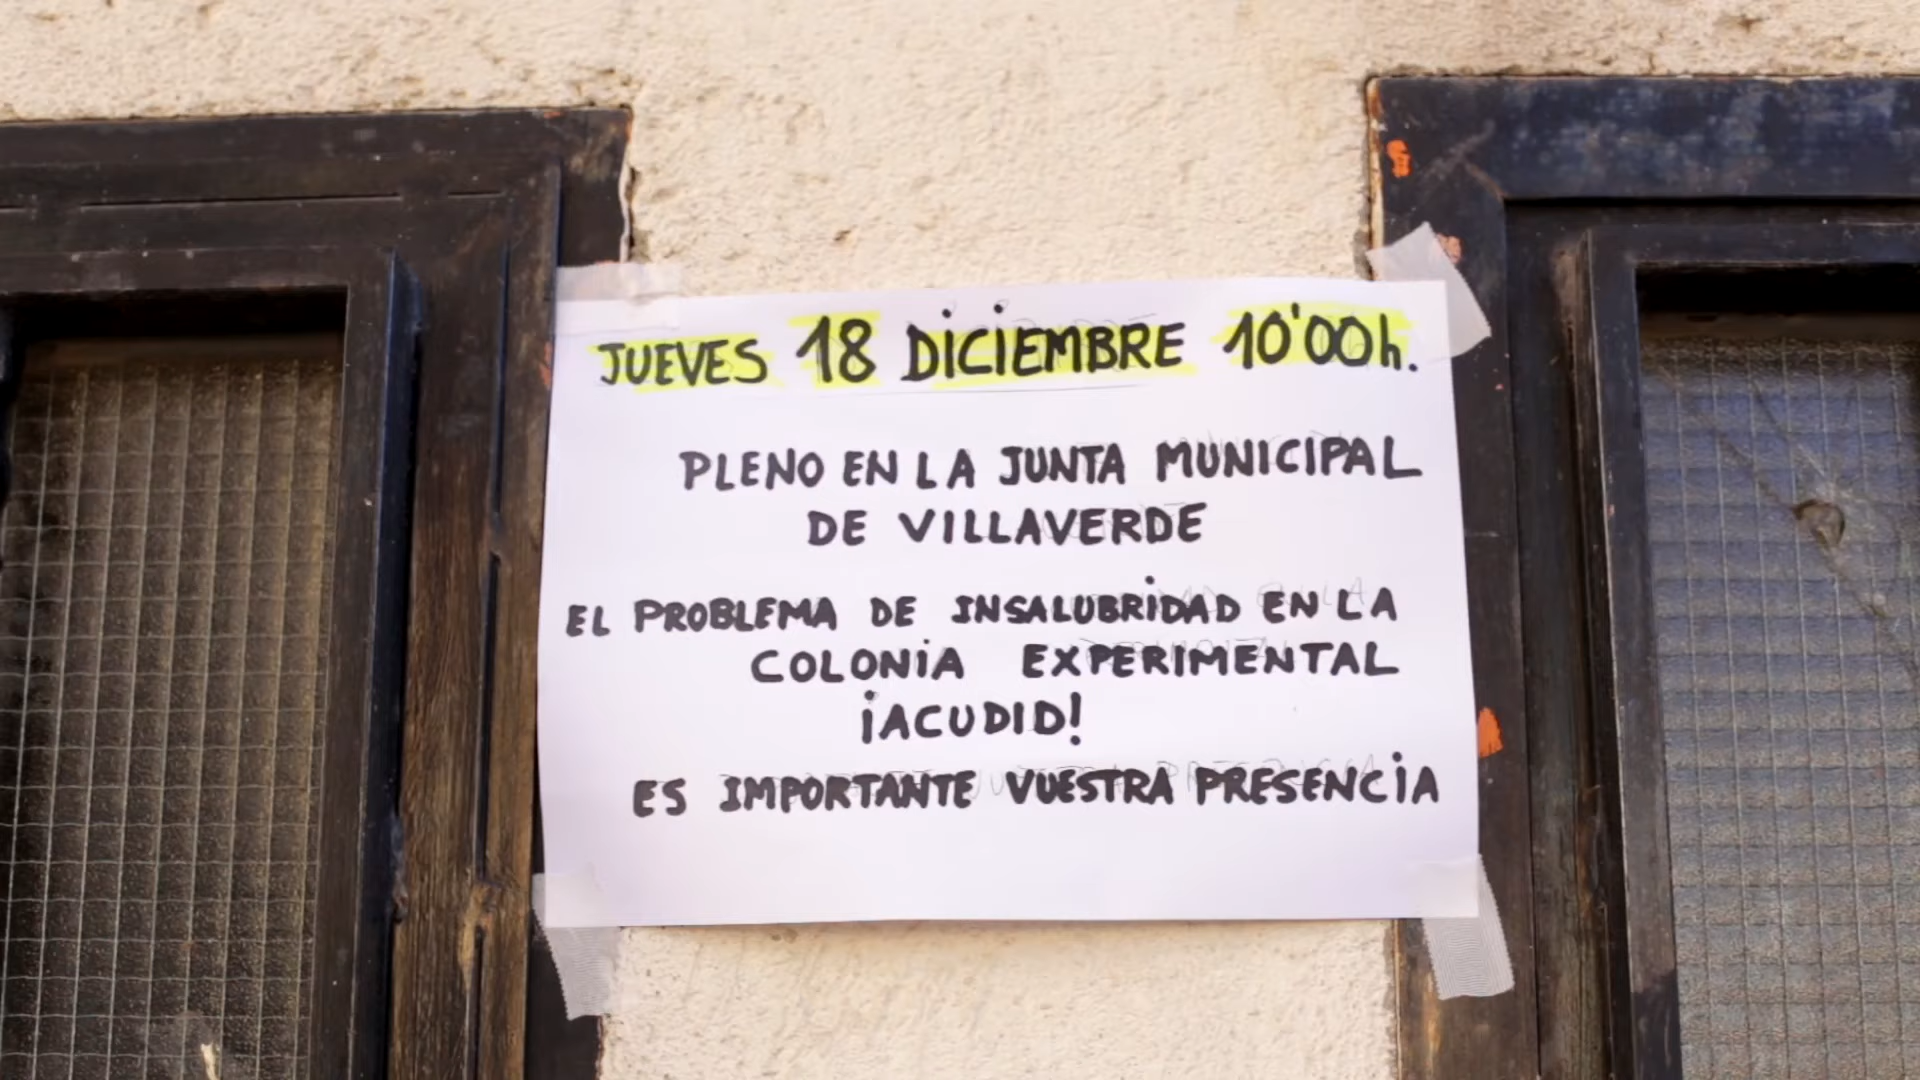 JUEVES 18 DICIEMBRE 10'00h.
PLENO EN LA JUNTA MUNICIPAL
DE VILLAVERDE
EL PROBLEMA DE INSALUBRIDAD EN LA
COLONIA EXPERIMENTAL
¡ACUDID!
ES IMPORTANTE VUESTRA PRESENCIA